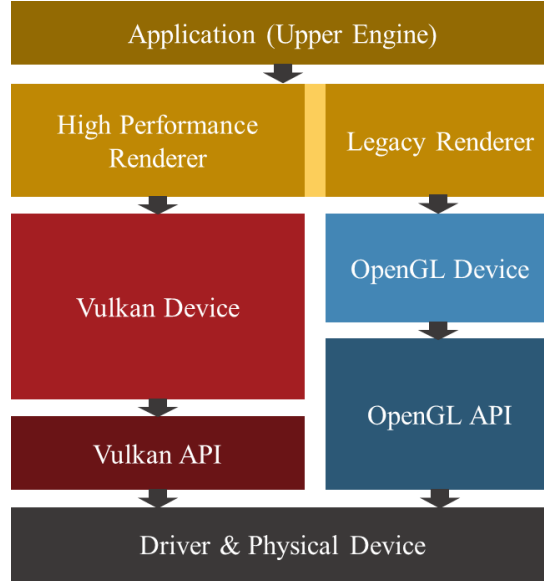 Application (Upper Engine)
High Performance
Renderer
Legacy Renderer
OpenGL Device
Vulkan Device
OpenGL API
Vulkan API
Driver & Physical Device